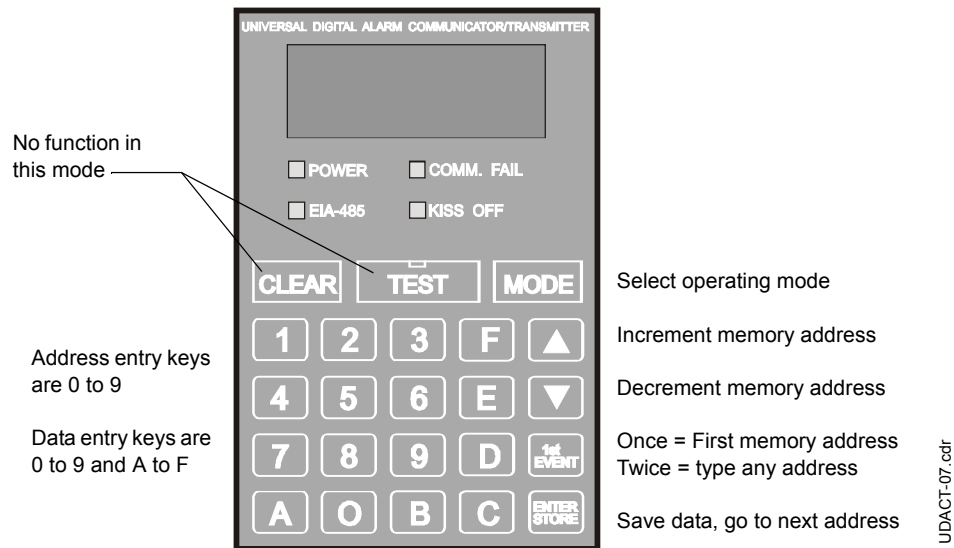 UNIVERSAL DIGITAL ALARM COMMUNICATOR/TRANSMITTER
No function in
this mode
POWER
COMM. FAIL
EIA-485
KISS OFF
CLEAR
TEST
MODE
Select operating mode
1
2
3
F
Increment memory address
Address entry keys
are 0 to 9
4
5
6
E
Decrement memory address
Data entry keys are
0 to 9 and A to F
7
8
9
D
1st
EVENT
Once = First memory address
Twice = type any address
A
O
B
C
ENTER
STORE
Save data, go to next address
UDACT-07.cdr